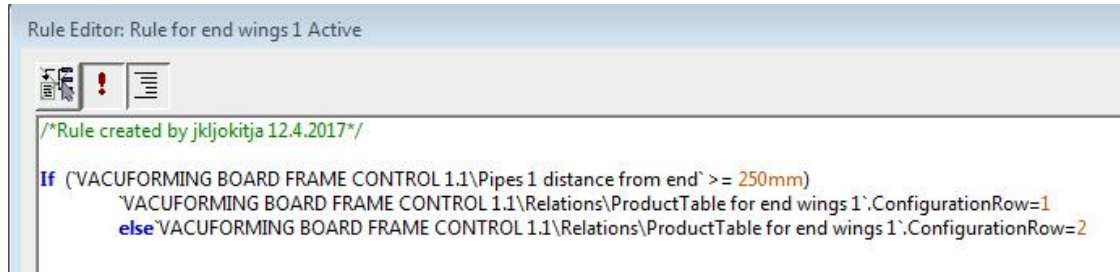 Rule Editor: Rule for end wings 1 Active
/*Rule created by jkljokitja 12.4.2017*/
If (`VACUFORMING BOARD FRAME CONTROL 1.1\Pipes 1 distance from end` >= 250mm)
`VACUFORMING BOARD FRAME CONTROL 1.1\Relations\ProductTable for end wings 1`.ConfigurationRow=1
else`VACUFORMING BOARD FRAME CONTROL 1.1\Relations\ProductTable for end wings 1`.ConfigurationRow=2